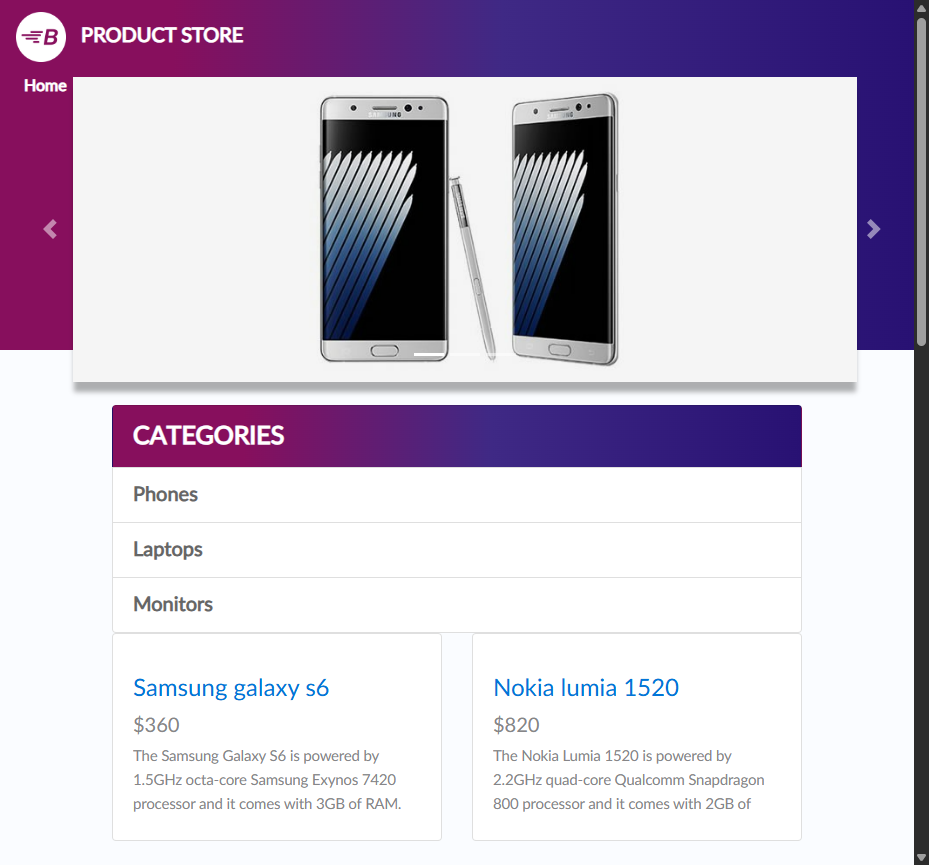 B
PRODUCT STORE
Home
SAMSUNG
CATEGORIES
Phones
Laptops
Monitors
Samsung galaxy s6
$360
The Samsung Galaxy S6 is powered by
1.5GHz octa-core Samsung Exynos 7420
processor and it comes with 3GB of RAM.
Nokia lumia 1520
$820
The Nokia Lumia 1520 is powered by
2.2GHz quad-core Qualcomm Snapdragon
800 processor and it comes with 2GB of